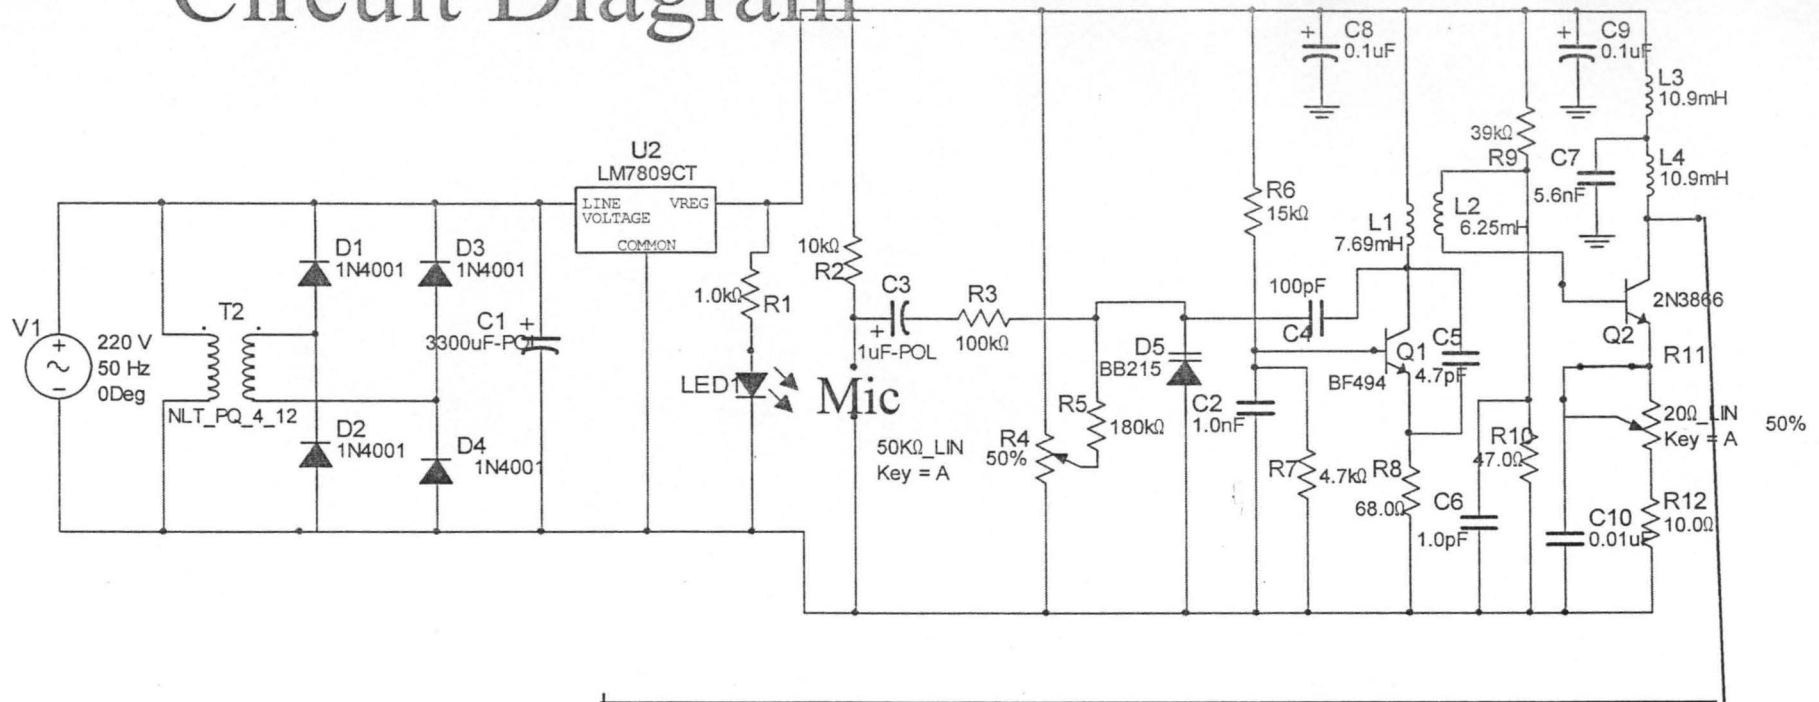 Circuit Diagram
+ C8
0.1uF
+ C9
0.1uF
L3
10.9mH
39kΩ
R9
C7
5.6nF
L4
10.9mH
U2
LM7809CT
LINE
VOLTAGE
VREG
COMMON
R6
15kΩ
L1
7.69mH
L2
6.25mH
D1
1N4001
D3
1N4001
10kΩ
R2
1.0kΩ
R1
C3
+
1uF-POL
R3
100kΩ
100pF
C4
2N3866
Q2
V1
+
~
−
220 V
50 Hz
0Deg
T2
NLT_PQ_4_12
C1
+
3300uF-POL
D5
BB215
Q1
BF494
C5
4.7pF
R11
LED1
Mic
C2
1.0nF
20Ω_LIN
Key = A
50%
D2
1N4001
D4
1N4001
50KΩ_LIN
Key = A
R4
50%
R5
180kΩ
R7
4.7kΩ
R8
68.0Ω
R10
47.0Ω
C6
1.0pF
C10
0.01uF
R12
10.0Ω